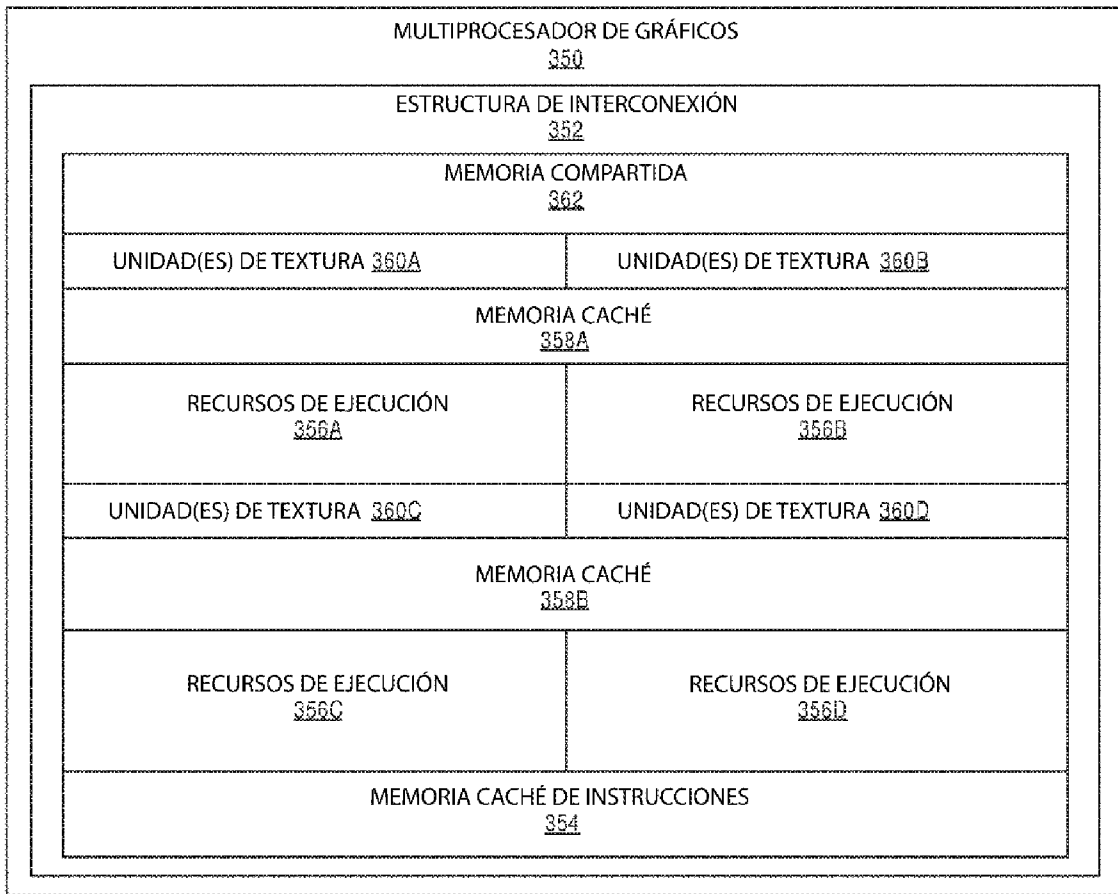 MULTIPROCESADOR DE GRÁFICOS
350
ESTRUCTURA DE INTERCONEXIÓN
352
MEMORIA COMPARTIDA
362
UNIDAD(ES) DE TEXTURA 360A
UNIDAD(ES) DE TEXTURA 360B
MEMORIA CACHÉ
358A
RECURSOS DE EJECUCIÓN
356A
RECURSOS DE EJECUCIÓN
356B
UNIDAD(ES) DE TEXTURA 360C
UNIDAD(ES) DE TEXTURA 360D
MEMORIA CACHÉ
358B
RECURSOS DE EJECUCIÓN
356C
RECURSOS DE EJECUCIÓN
356D
MEMORIA CACHÉ DE INSTRUCCIONES
354